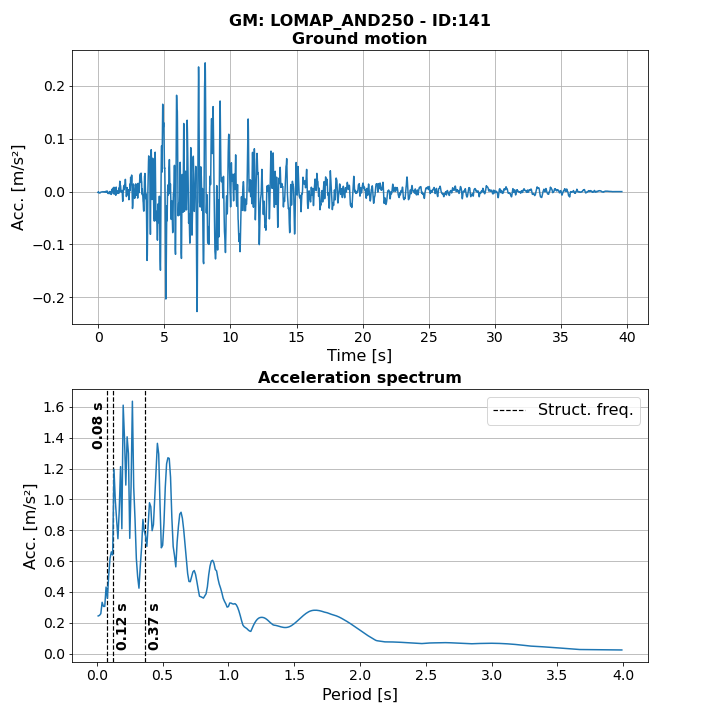 GM: LOMAP_AND250 - ID:141
Ground motion
0.2
0.1
0.0
−0.1
−0.2
Acc. [m/s²]
0 5 10 15 20 25 30 35 40
Time [s]
Acceleration spectrum
1.6
1.4
1.2
1.0
0.8
0.6
0.4
0.2
0.0
Acc. [m/s²]
0.08 s
0.12 s
0.37 s
Struct. freq.
0.0 0.5 1.0 1.5 2.0 2.5 3.0 3.5 4.0
Period [s]